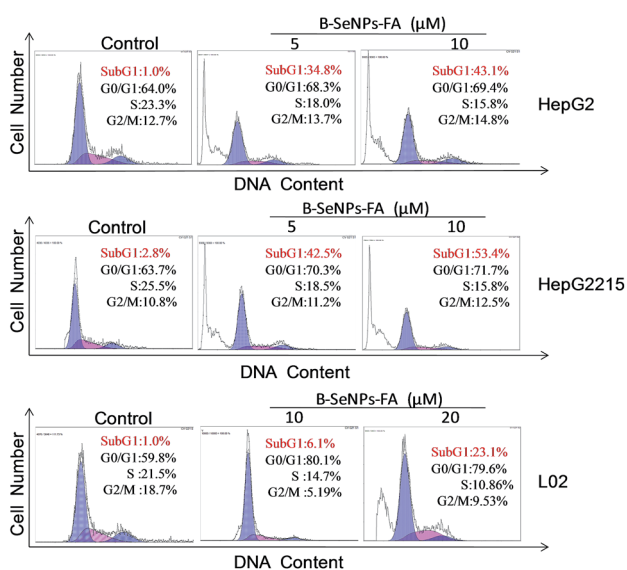 B-SeNPs-FA (μM)
Control 5 10
SubG1:1.0%
G0/G1:64.0%
S:23.3%
G2/M:12.7%
SubG1:34.8%
G0/G1:68.3%
S:18.0%
G2/M:13.7%
SubG1:43.1%
G0/G1:69.4%
S:15.8%
G2/M:14.8%
HepG2
Cell Number
DNA Content
B-SeNPs-FA (μM)
Control 5 10
SubG1:2.8%
G0/G1:63.7%
S:25.5%
G2/M:10.8%
SubG1:42.5%
G0/G1:70.3%
S:18.5%
G2/M:11.2%
SubG1:53.4%
G0/G1:71.7%
S:15.8%
G2/M:12.5%
HepG2215
Cell Number
DNA Content
B-SeNPs-FA (μM)
Control 10 20
SubG1:1.0%
G0/G1:59.8%
S :21.5%
G2/M :18.7%
SubG1:6.1%
G0/G1:80.1%
S :14.7%
G2/M :5.19%
SubG1:23.1%
G0/G1:79.6%
S:10.86%
G2/M:9.53%
L02
Cell Number
DNA Content